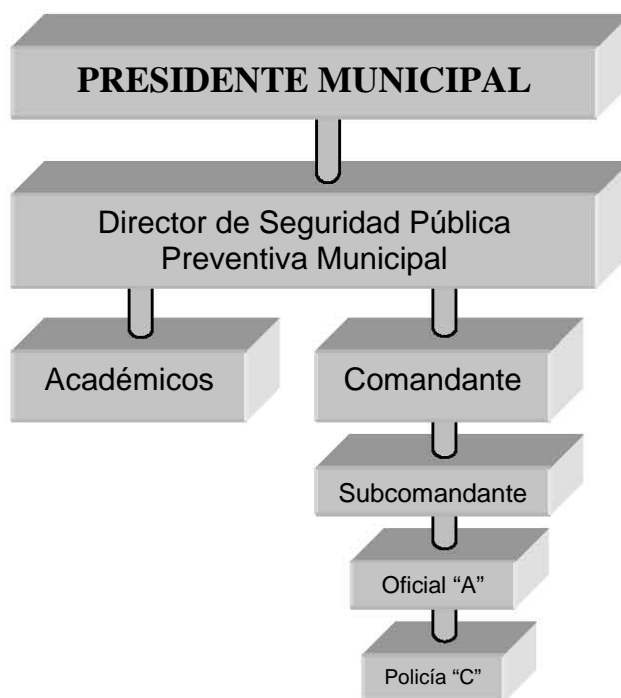 PRESIDENTE MUNICIPAL
Director de Seguridad Pública
Preventiva Municipal
Académicos
Comandante
Subcomandante
Oficial “A”
Policía “C”